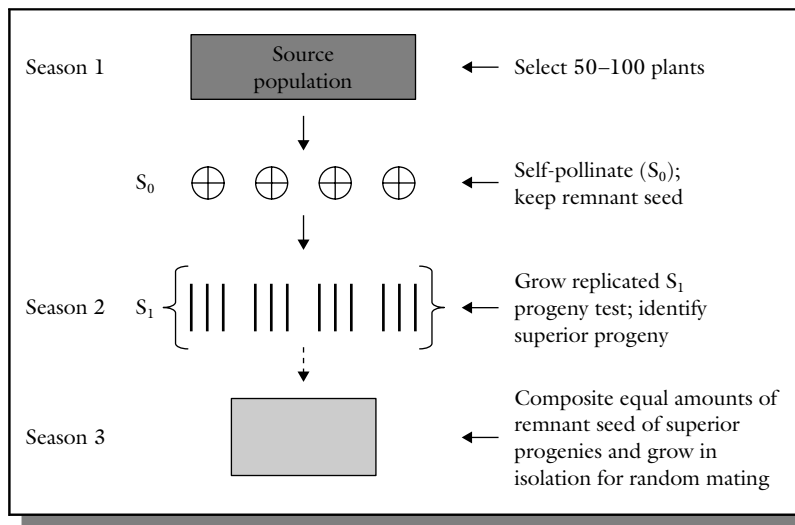 Season 1
Source
population
Select 50–100 plants
S₀
Self-pollinate (S₀);
keep remnant seed
Season 2
S₁
Grow replicated S₁
progeny test; identify
superior progeny
Season 3
Composite equal amounts of
remnant seed of superior
progenies and grow in
isolation for random mating